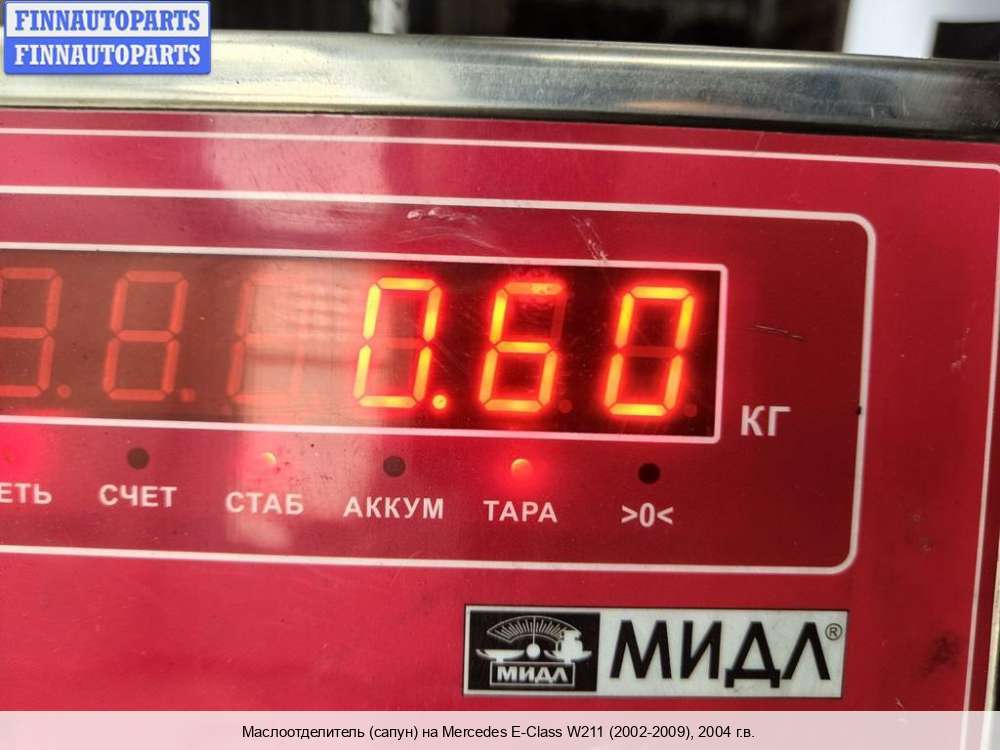 FINNAUTOPARTS
FINNAUTOPARTS
0.60
КГ
ЕТЬ СЧЕТ СТАБ АККУМ ТАРА >0<
МИДЛ МИДЛ®
Маслоотделитель (сапун) на Mercedes E-Class W211 (2002-2009), 2004 г.в.